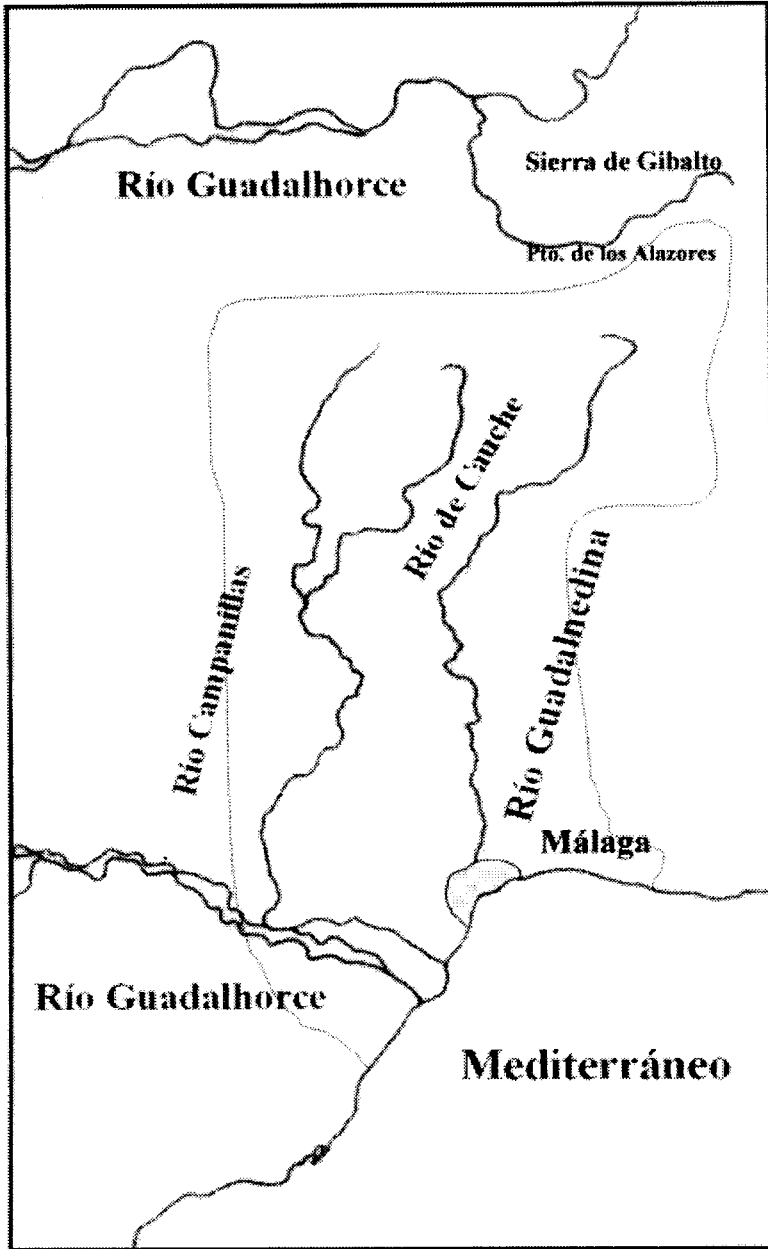 Río Guadalhorce
Sierra de Gibalto
Pto. de los Alazores
Río de Cauche
Río Campanillas
Río Guadalnedina
Málaga
Río Guadalhorce
Mediterráneo